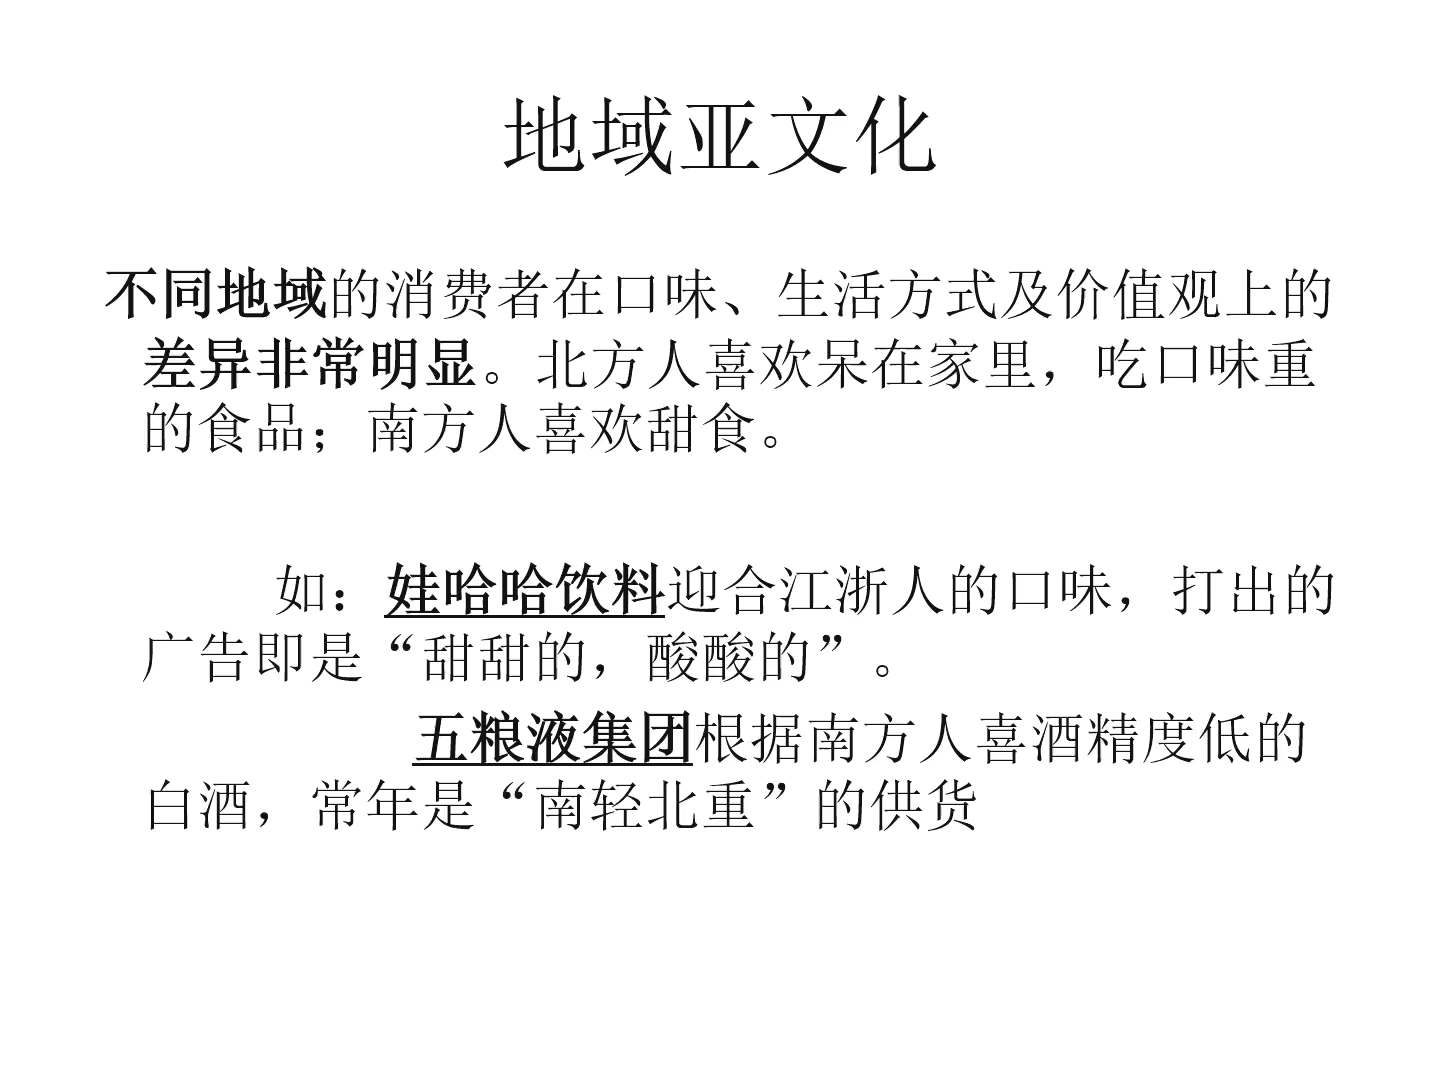 地域亚文化
不同地域的消费者在口味、生活方式及价值观上的
差异非常明显。北方人喜欢呆在家里，吃口味重
的食品；南方人喜欢甜食。
如：娃哈哈饮料迎合江浙人的口味，打出的
广告即是“甜甜的，酸酸的”。
五粮液集团根据南方人喜酒精度低的
白酒，常年是“南轻北重”的供货